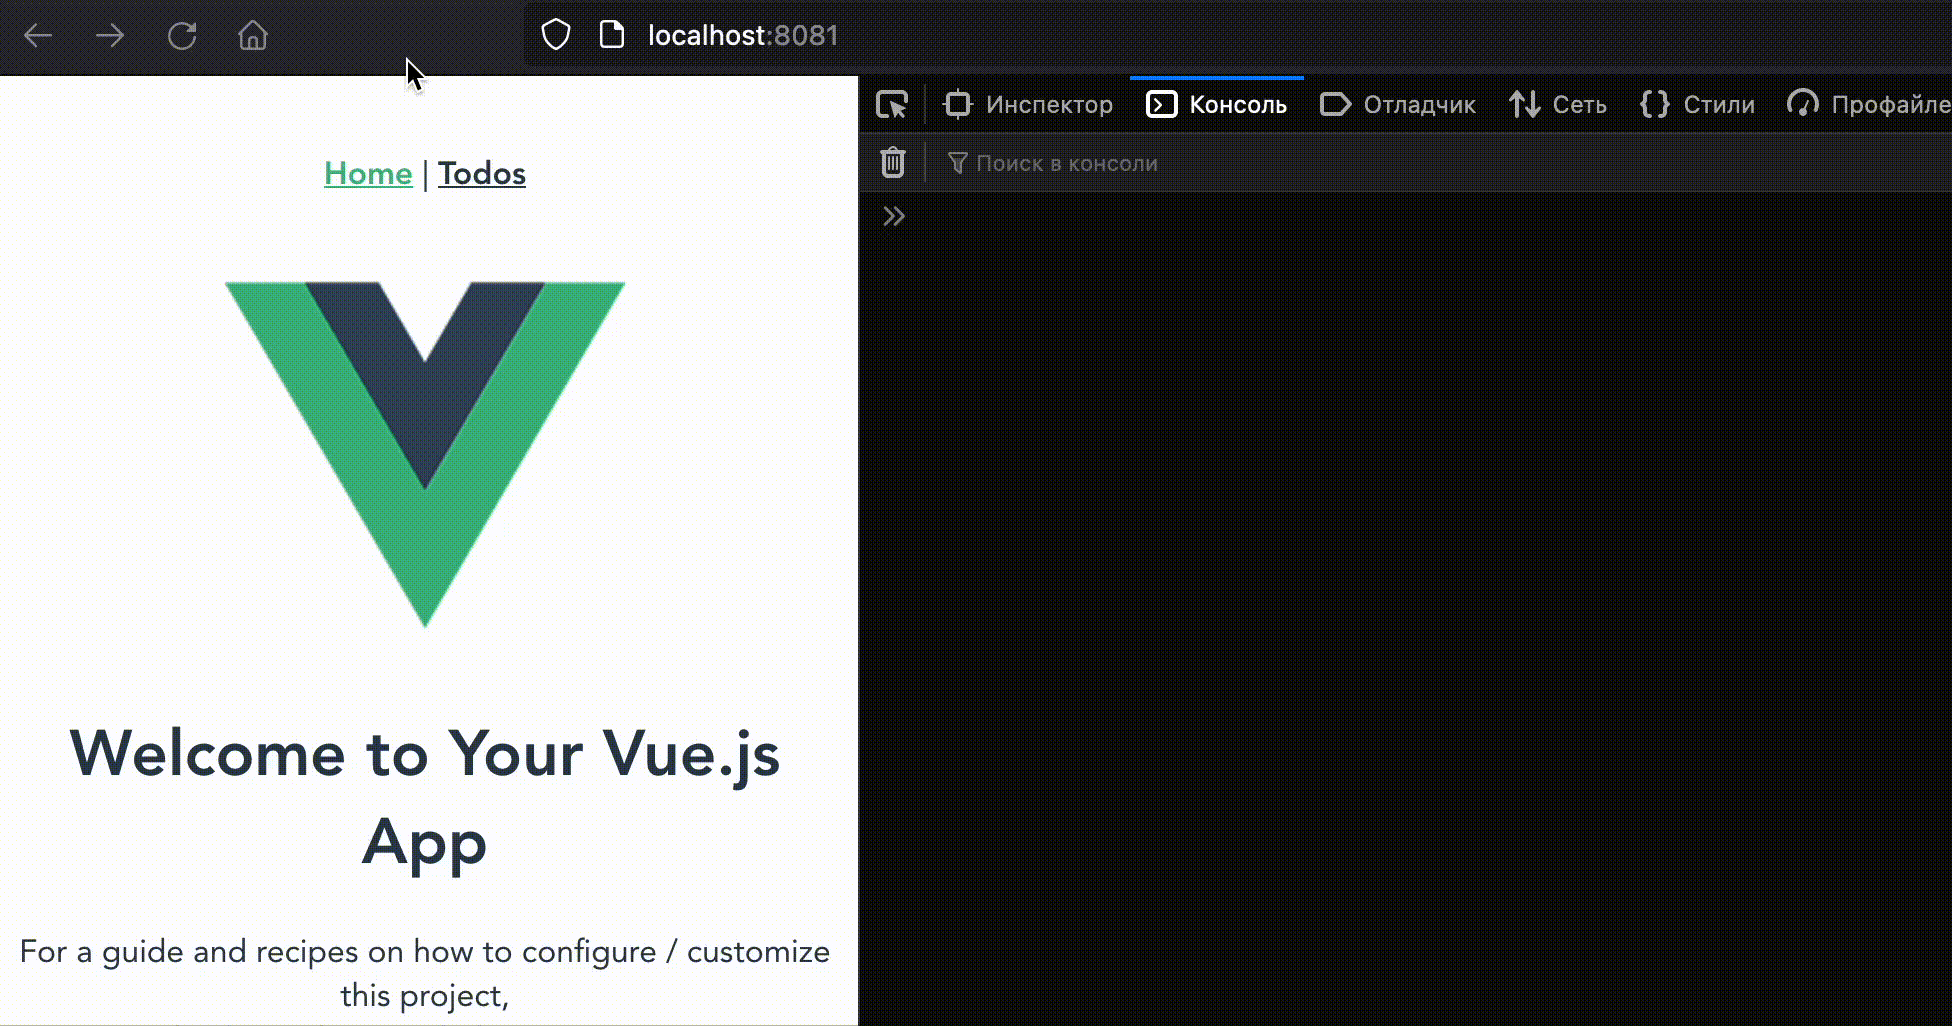 localhost:8081
Инспектор Консоль Отладчик Сеть Стили Профайле
Поиск в консоли
Home | Todos
Welcome to Your Vue.js
App
For a guide and recipes on how to configure / customize
this project,